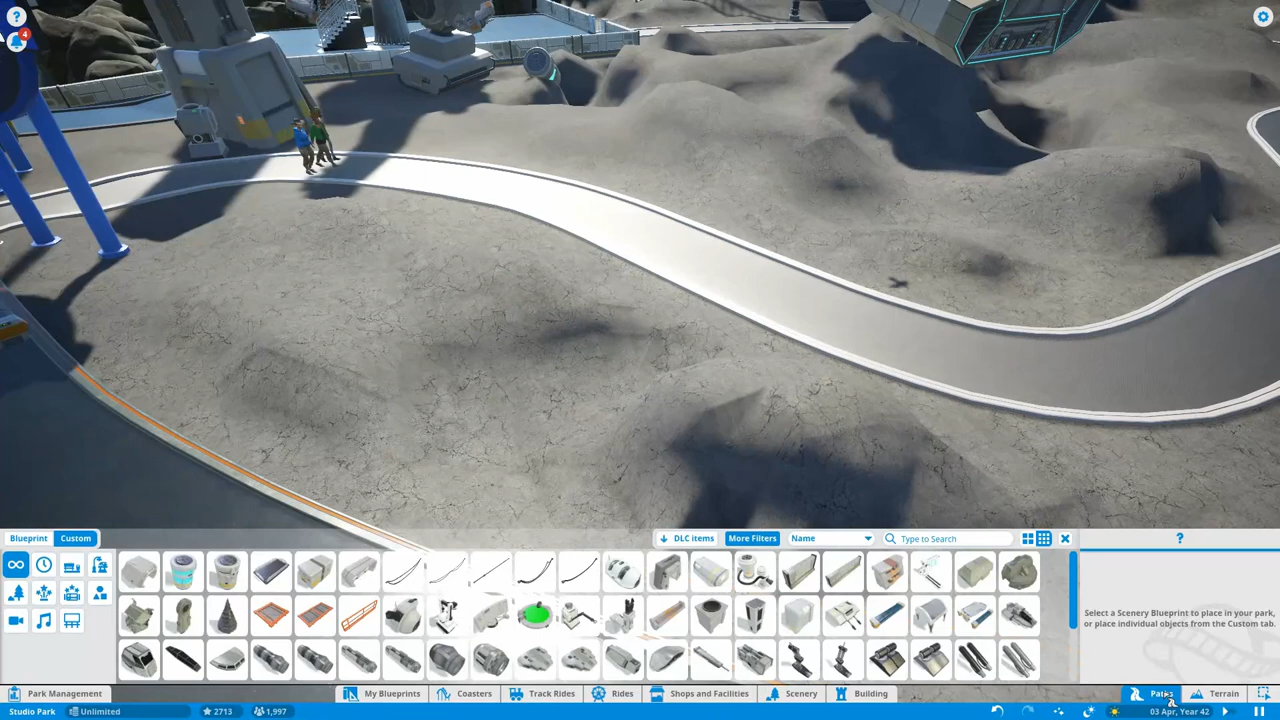 ?
4
Blueprint Custom DLC items More Filters Name Type to Search ?
Select a Scenery Blueprint to place in your park,
or place individual objects from the Custom tab.
Park Management My Blueprints Coasters Track Rides Rides Shops and Facilities Scenery Building Paths Terrain
Studio Park Unlimited 2713 1,997 03 Apr, Year 42